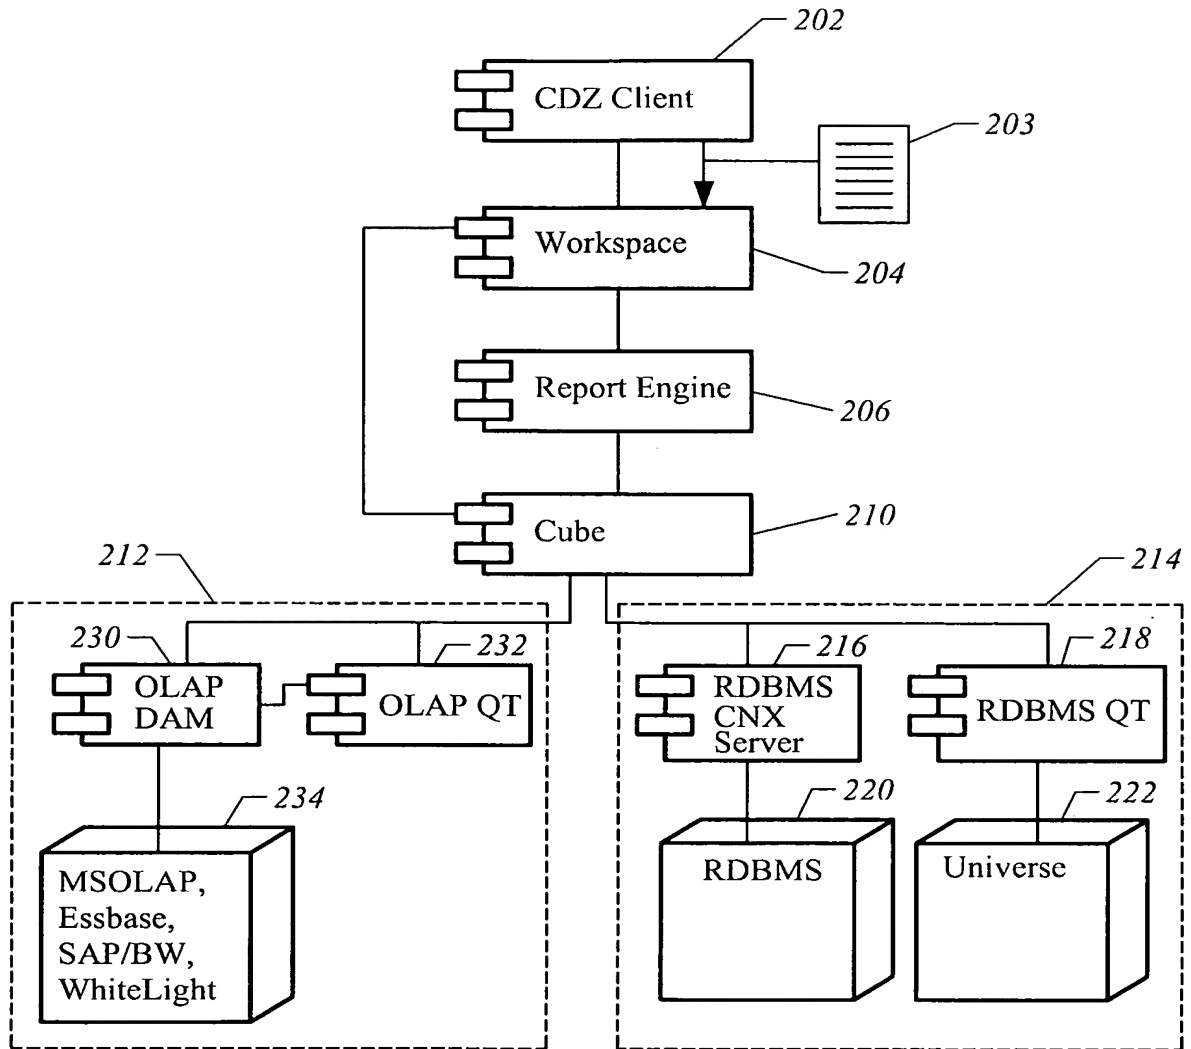 202
CDZ Client
203
Workspace
204
Report Engine
206
Cube
210
212
214
230
OLAP
DAM
232
OLAP QT
216
RDBMS
CNX
Server
218
RDBMS QT
234
MSOLAP,
Essbase,
SAP/BW,
WhiteLight
220
RDBMS
222
Universe